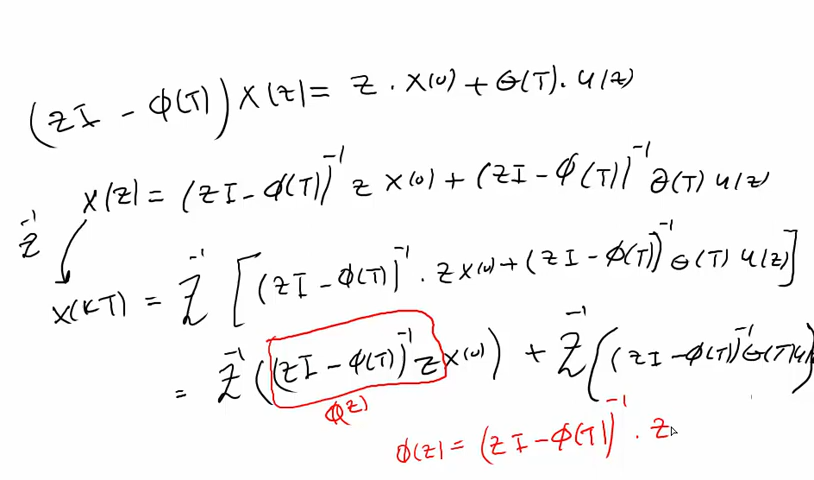 (ZI - ϕ(T)) X(Z) = Z . X(0) + Θ(T) . U(Z)
X(Z) = (ZI - ϕ(T))⁻¹ Z X(0) + (ZI - ϕ(T))⁻¹ Θ(T) U(Z)
Z⁻¹
X(KT) = Z⁻¹ [(ZI - ϕ(T))⁻¹ . Z X(0) + (ZI - ϕ(T))⁻¹ Θ(T) U(Z)]
= Z⁻¹ ((ZI - ϕ(T))⁻¹ Z X(0)) + Z⁻¹ ((ZI - ϕ(T))⁻¹ Θ(T) U)
ϕ(Z)
ϕ(Z) = (ZI - ϕ(T))⁻¹ . Z